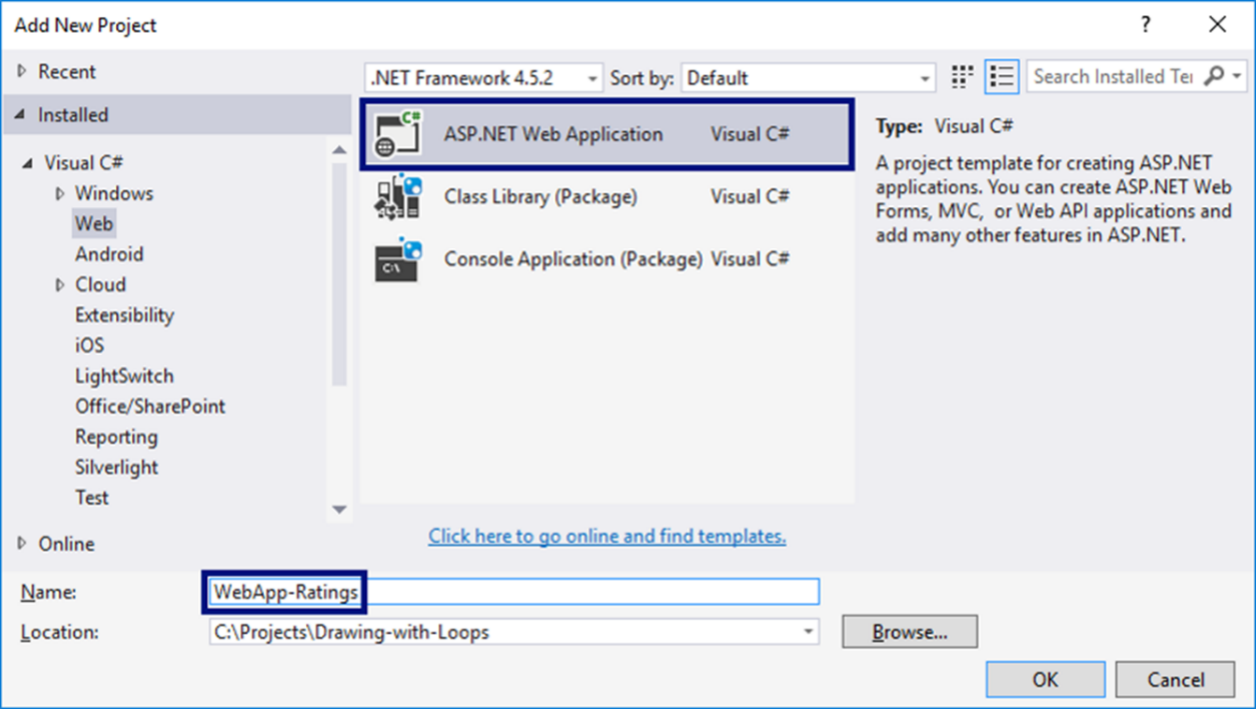 Add New Project
?
Recent
.NET Framework 4.5.2
Sort by:
Default
Search Installed Te
Installed
Visual C#
Windows
Web
Android
Cloud
Extensibility
iOS
LightSwitch
Office/SharePoint
Reporting
Silverlight
Test
Online
C#
ASP.NET Web Application Visual C#
Class Library (Package) Visual C#
C:\
Console Application (Package) Visual C#
Click here to go online and find templates.
Type: Visual C#
A project template for creating ASP.NET
applications. You can create ASP.NET Web
Forms, MVC, or Web API applications and
add many other features in ASP.NET.
Name: WebApp-Ratings
Location: C:\Projects\Drawing-with-Loops
Browse...
OK
Cancel